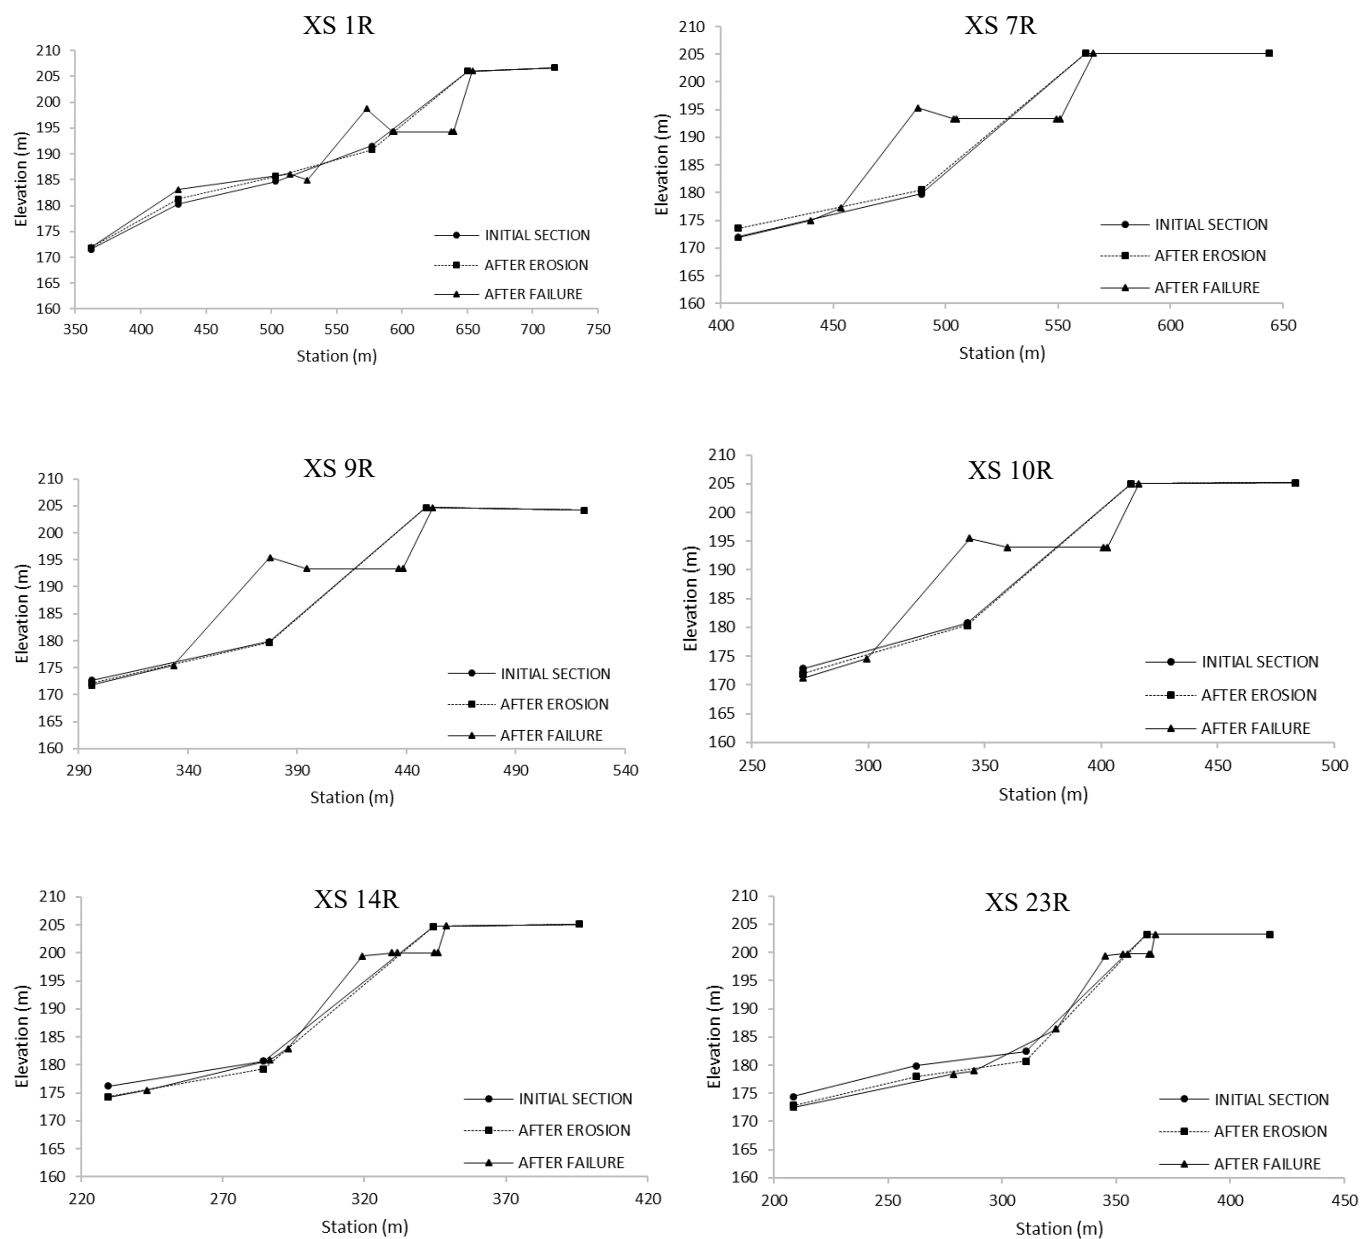 XS 1R
210
205
200
195
190
185
180
175
170
165
160
Elevation (m)
INITIAL SECTION
AFTER EROSION
AFTER FAILURE
350 400 450 500 550 600 650 700 750
Station (m)
XS 7R
210
205
200
195
190
185
180
175
170
165
160
Elevation (m)
INITIAL SECTION
AFTER EROSION
AFTER FAILURE
400 450 500 550 600 650
Station (m)
XS 9R
210
205
200
195
190
185
180
175
170
165
160
Elevation (m)
INITIAL SECTION
AFTER EROSION
AFTER FAILURE
290 340 390 440 490 540
Station (m)
XS 10R
210
205
200
195
190
185
180
175
170
165
160
Elevation (m)
INITIAL SECTION
AFTER EROSION
AFTER FAILURE
250 300 350 400 450 500
Station (m)
XS 14R
210
205
200
195
190
185
180
175
170
165
160
Elevation (m)
INITIAL SECTION
AFTER EROSION
AFTER FAILURE
220 270 320 370 420
Station (m)
XS 23R
210
205
200
195
190
185
180
175
170
165
160
Elevation (m)
INITIAL SECTION
AFTER EROSION
AFTER FAILURE
200 250 300 350 400 450
Station (m)